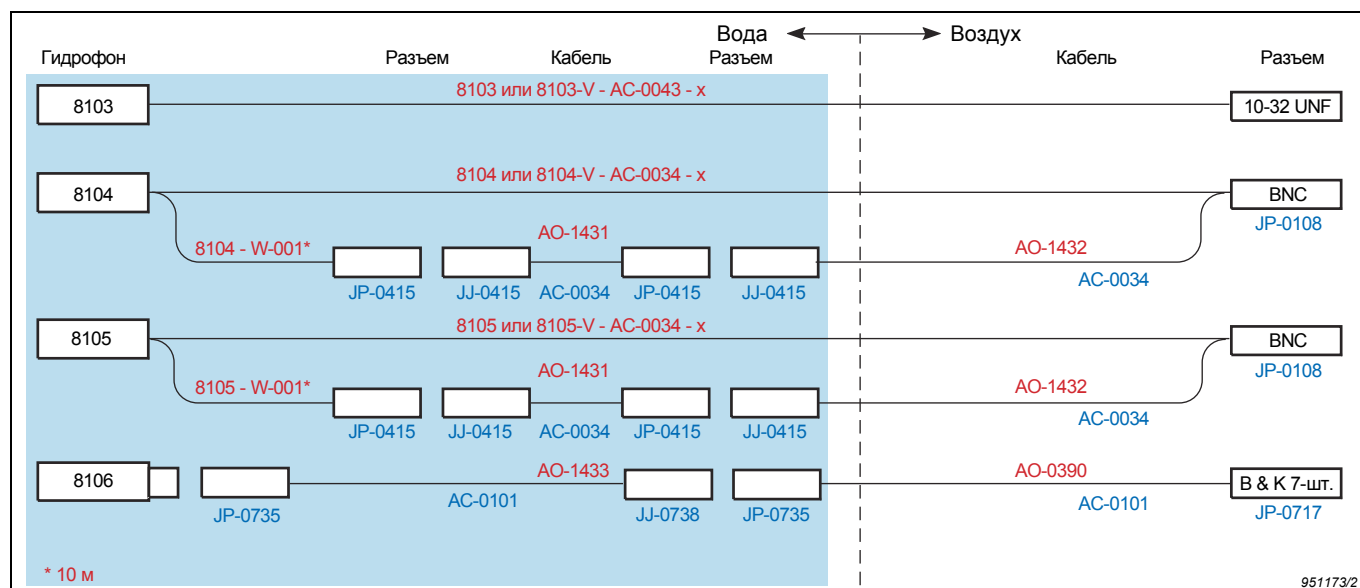 Вода Воздух
Гидрофон Разъем Кабель Разъем Кабель Разъем
8103 8103 или 8103-V - AC-0043 - x 10-32 UNF
8104 8104 или 8104-V - AC-0034 - x BNC
JP-0108
8104 - W-001* AO-1431 AO-1432
JP-0415 JJ-0415 AC-0034 JP-0415 JJ-0415 AC-0034
8105 8105 или 8105-V - AC-0034 - x BNC
JP-0108
8105 - W-001* AO-1431 AO-1432
JP-0415 JJ-0415 AC-0034 JP-0415 JJ-0415 AC-0034
8106 AO-1433 AO-0390 B & K 7-шт.
JP-0735 AC-0101 JJ-0738 JP-0735 AC-0101 JP-0717
* 10 м
951173/2